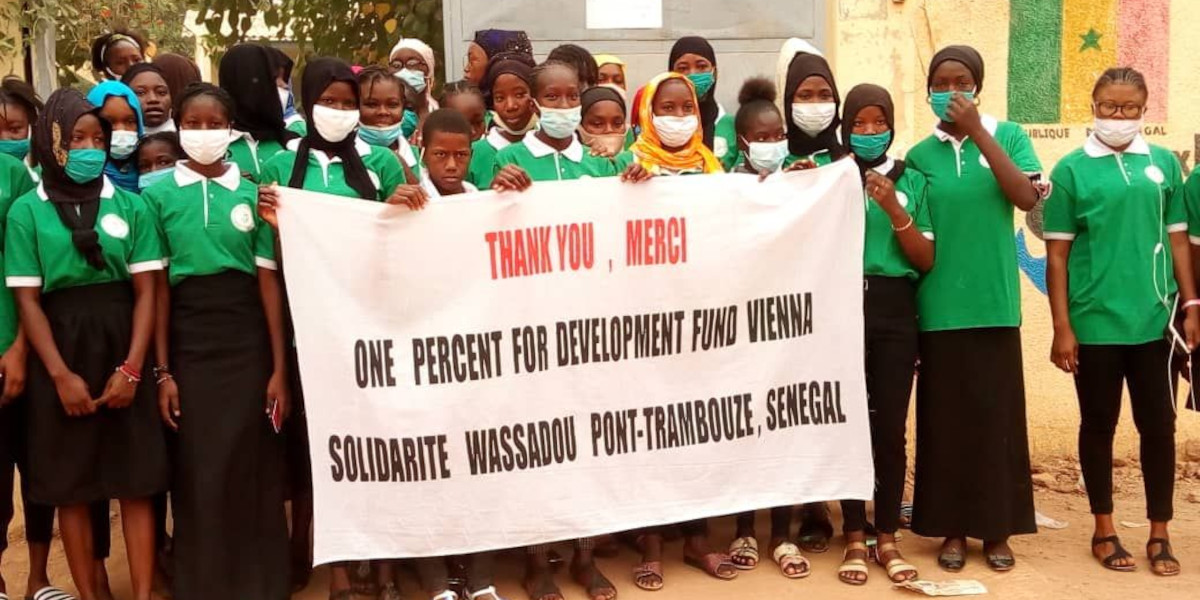 THANK YOU , MERCI
ONE PERCENT FOR DEVELOPMENT FUND VIENNA
SOLIDARITE WASSADOU PONT-TRAMBOUZE, SENEGAL